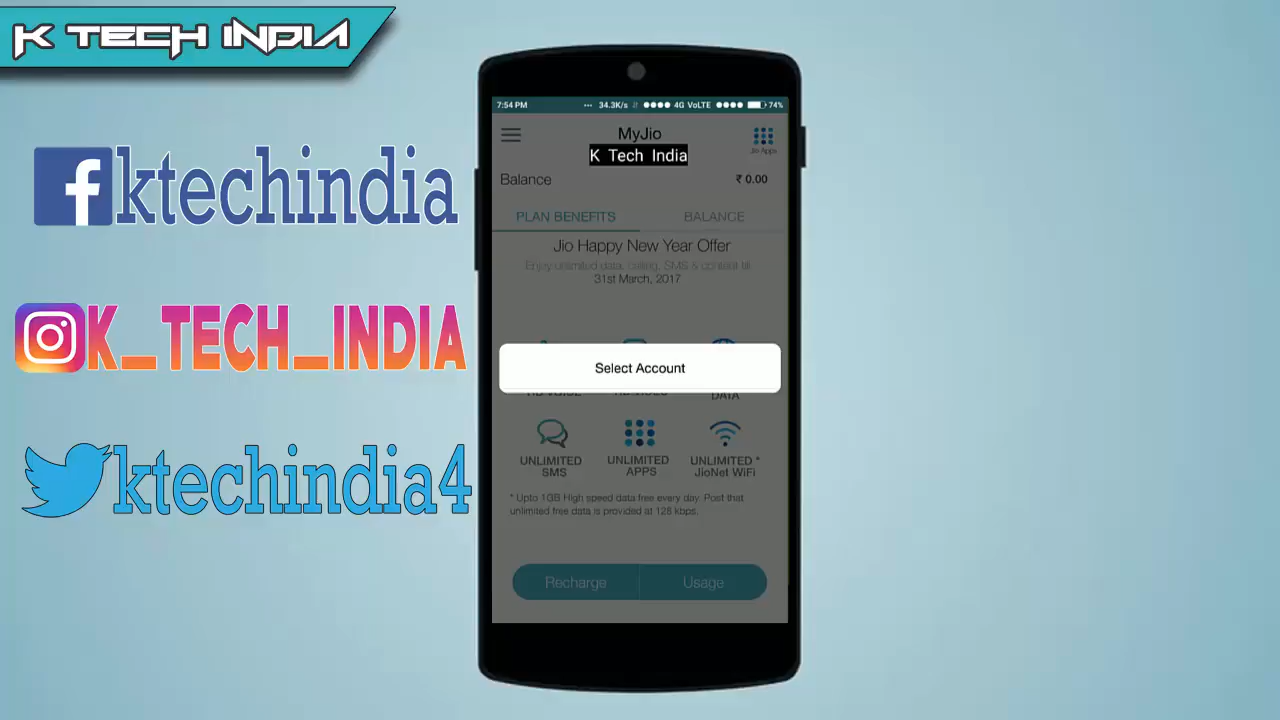 K TECH INDIA
ktechindia
K_TECH_INDIA
ktechindia4
7:54 PM ... 34.3K/s 4G VoLTE 74%
MyJio
Jio Apps
K Tech India
Balance ₹ 0.00
PLAN BENEFITS BALANCE
Jio Happy New Year Offer
Enjoy unlimited data, calling, SMS & content till
31st March, 2017
Select Account
HD VOICE DATA
UNLIMITED UNLIMITED UNLIMITED *
SMS APPS JioNet WiFi
* Upto 1GB High speed data free every day. Post that
unlimited free data is provided at 128 kbps.
Recharge Usage